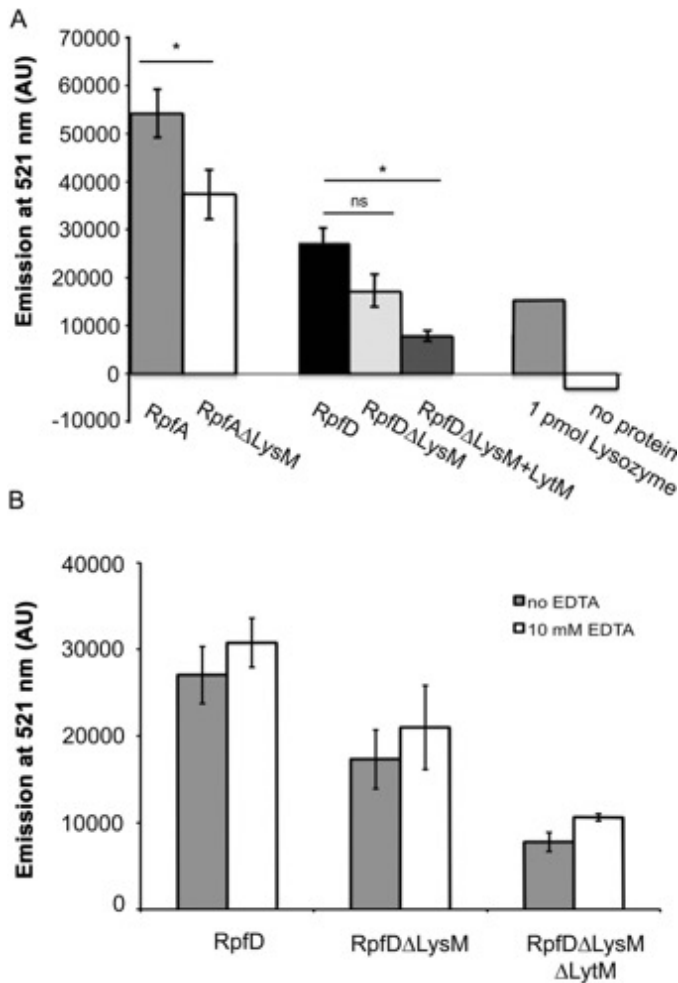 A
70000
60000
50000
40000
30000
20000
10000
0
-10000
Emission at 521 nm (AU)
*
*
ns
RpfA
RpfAΔLysM
RpfD
RpfDΔLysM
RpfDΔLysM+LytM
1 pmol Lysozyme
no protein
B
40000
30000
20000
10000
0
Emission at 521 nm (AU)
no EDTA
10 mM EDTA
RpfD
RpfDΔLysM
RpfDΔLysM
ΔLytM